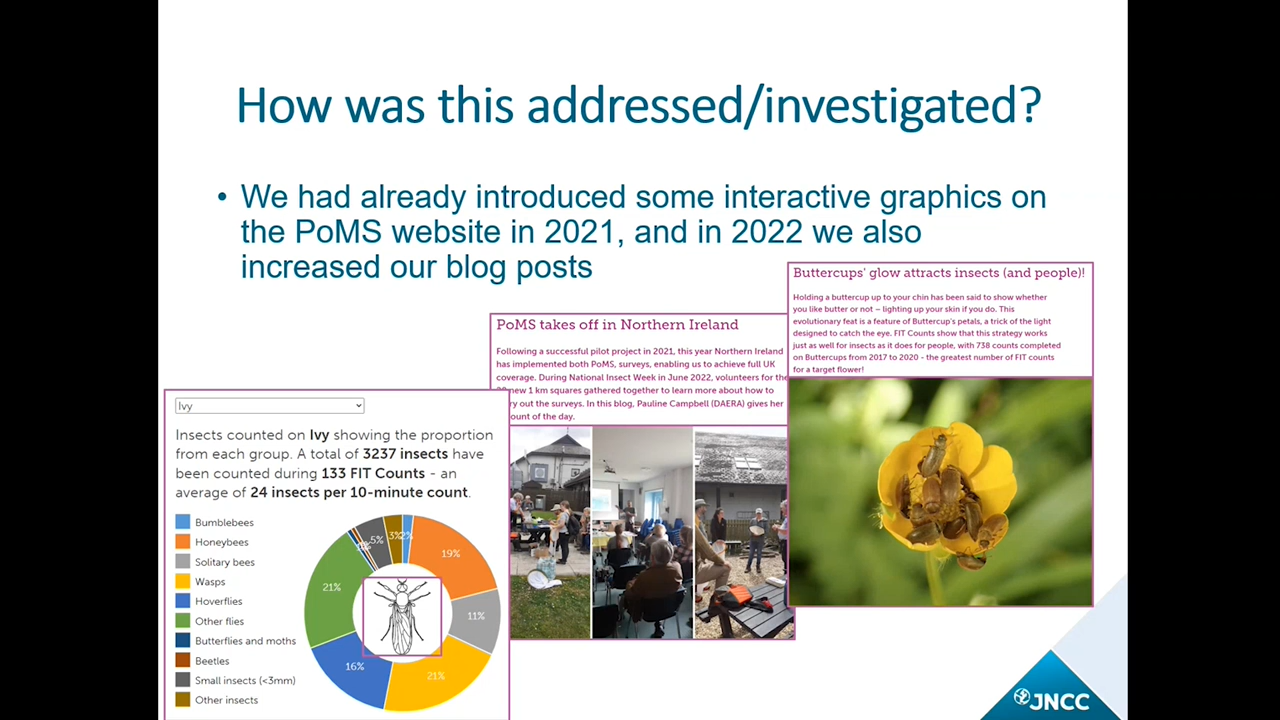 How was this addressed/investigated?
• We had already introduced some interactive graphics on
the PoMS website in 2021, and in 2022 we also
increased our blog posts
Buttercups' glow attracts insects (and people)!
Holding a buttercup up to your chin has been said to show whether
you like butter or not – lighting up your skin if you do. This
evolutionary feat is a feature of Buttercup's petals, a trick of the light
designed to catch the eye. FIT Counts show that this strategy works
just as well for insects as it does for people, with 738 counts completed
on Buttercups from 2017 to 2020 - the greatest number of FIT counts
for a target flower!
PoMS takes off in Northern Ireland
Following a successful pilot project in 2021, this year Northern Ireland
has implemented both PoMS, surveys, enabling us to achieve full UK
coverage. During National Insect Week in June 2022, volunteers for the
new 1 km squares gathered together to learn more about how to
out the surveys. In this blog, Pauline Campbell (DAERA) gives her
of the day.
Ivy
Insects counted on Ivy showing the proportion
from each group. A total of 3237 insects have
been counted during 133 FIT Counts - an
average of 24 insects per 10-minute count.
Bumblebees
Honeybees
Solitary bees
Wasps
Hoverflies
Other flies
Butterflies and moths
Beetles
Small insects (<3mm)
Other insects
5%
3%
2%
19%
21%
11%
16%
21%
JNCC